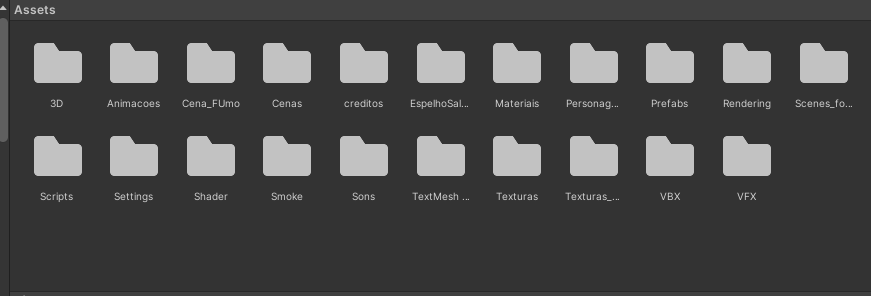 Assets
3D Animacoes Cena_FUmo Cenas creditos EspelhoSal... Materiais Personag... Prefabs Rendering Scenes_fo...
Scripts Settings Shader Smoke Sons TextMesh ... Texturas Texturas_... VBX VFX